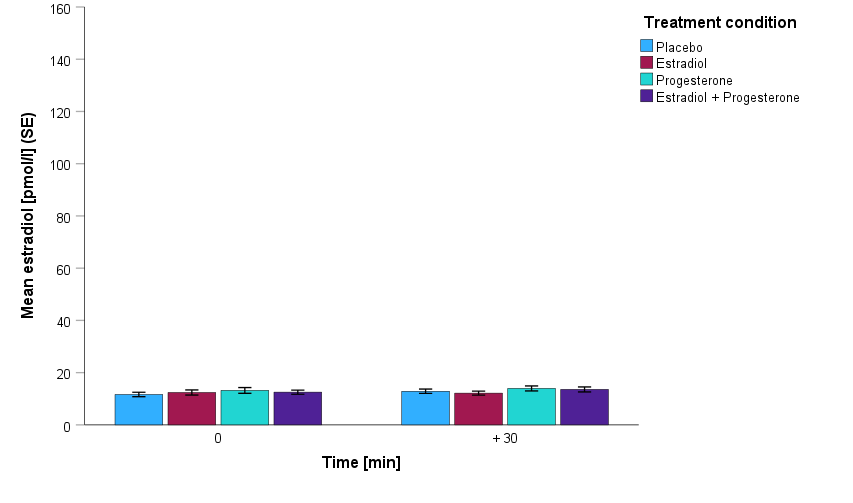 Treatment condition
Placebo
Estradiol
Progesterone
Estradiol + Progesterone
Mean estradiol [pmol/l] (SE)
160
140
120
100
80
60
40
20
0
0
+ 30
Time [min]